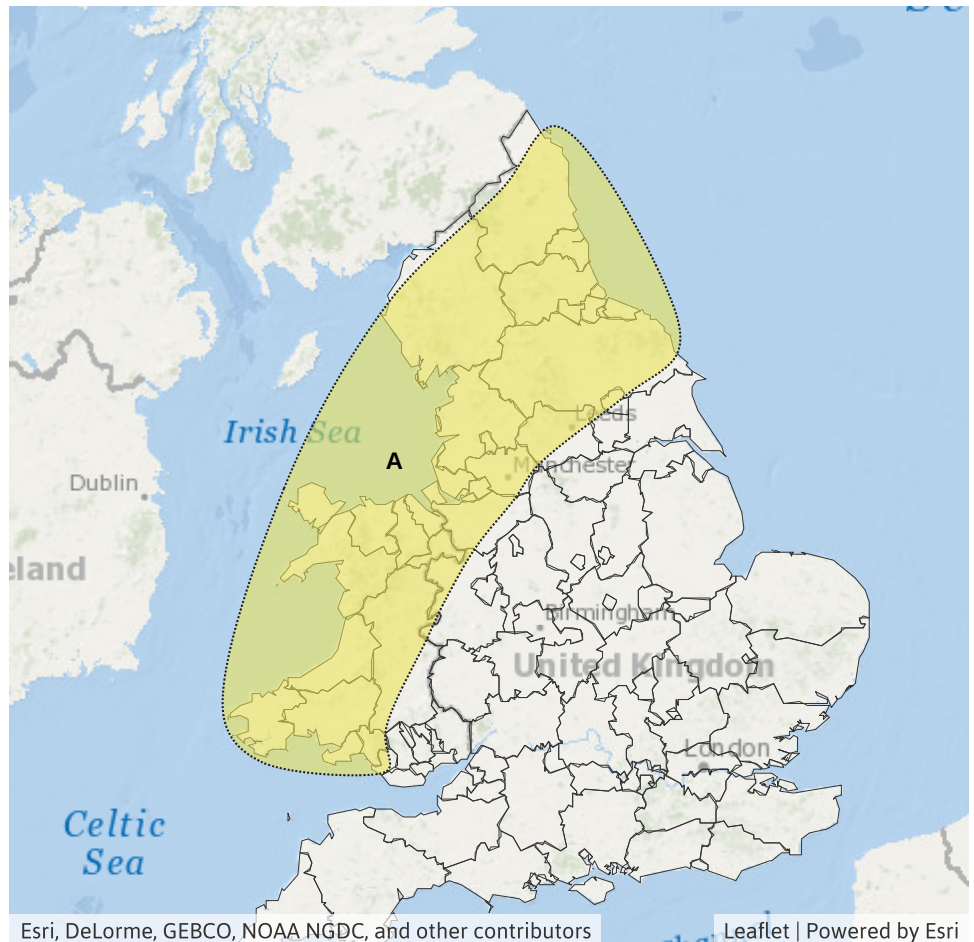 Irish Sea
A
Leeds
Manchester
Dublin
Birmingham
United Kingdom
London
Celtic
Sea
Esri, DeLorme, GEBCO, NOAA NGDC, and other contributors
Leaflet | Powered by Esri